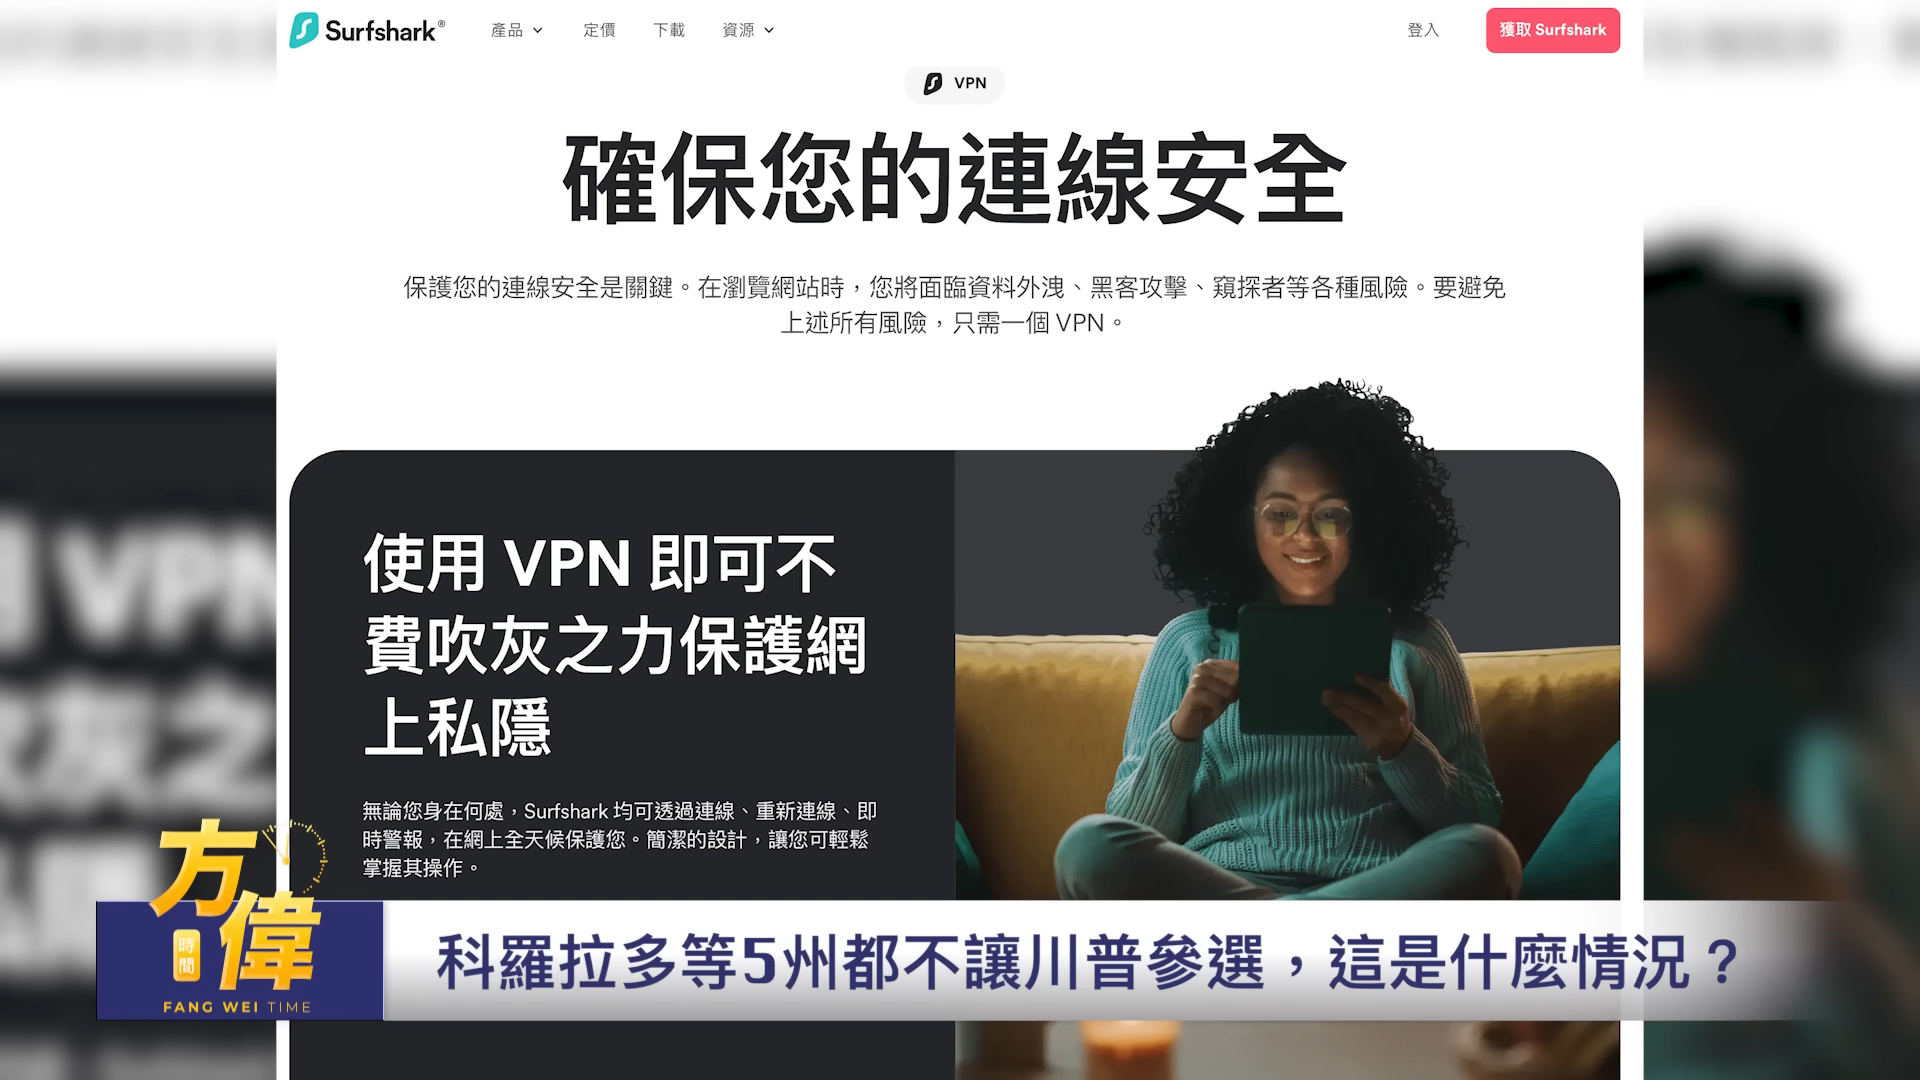 Surfshark®
產品
定價
下載
資源
登入
獲取 Surfshark
VPN
確保您的連線安全
保護您的連線安全是關鍵。在瀏覽網站時，您將面臨資料外洩、黑客攻擊、窺探者等各種風險。要避免
上述所有風險，只需一個 VPN。
使用 VPN 即可不
費吹灰之力保護網
上私隱
無論您身在何處，Surfshark 均可透過連線、重新連線、即
時警報，在網上全天候保護您。簡潔的設計，讓您可輕鬆
掌握其操作。
方偉
時間
FANG WEI TIME
科羅拉多等5州都不讓川普參選，這是什麼情況？